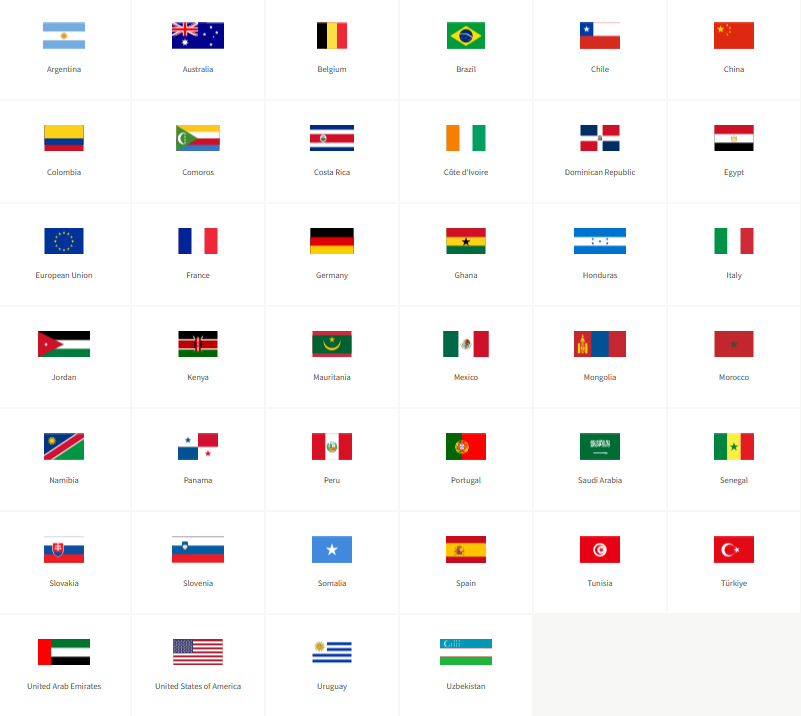 Argentina
Australia
Belgium
Brazil
Chile
China
Colombia
Comoros
Costa Rica
Côte d'Ivoire
Dominican Republic
Egypt
European Union
France
Germany
Ghana
Honduras
Italy
Jordan
Kenya
Mauritania
Mexico
Mongolia
Morocco
Namibia
Panama
Peru
Portugal
Saudi Arabia
Senegal
Slovakia
Slovenia
Somalia
Spain
Tunisia
Türkiye
United Arab Emirates
United States of America
Uruguay
Uzbekistan